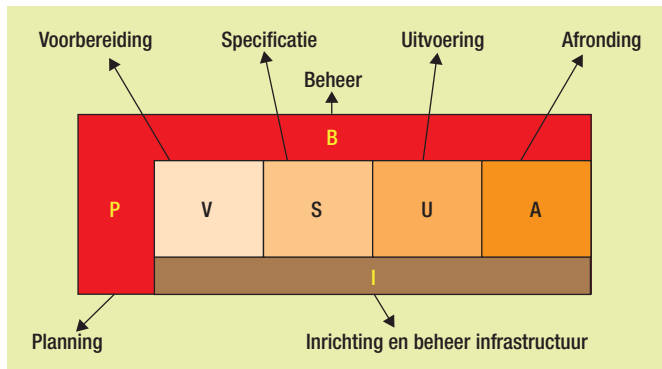 Voorbereiding Specificatie Uitvoering Afronding
Beheer
B
P V S U A
I
Planning Inrichting en beheer infrastructuur